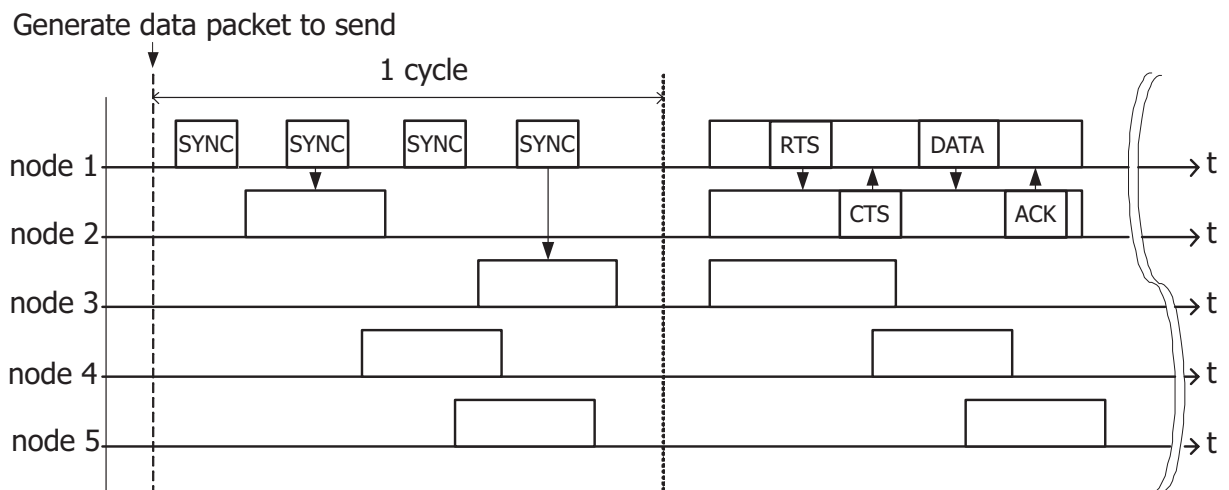 Generate data packet to send
1 cycle
SYNC SYNC SYNC SYNC RTS DATA
node 1 t
CTS ACK
node 2 t
node 3 t
node 4 t
node 5 t